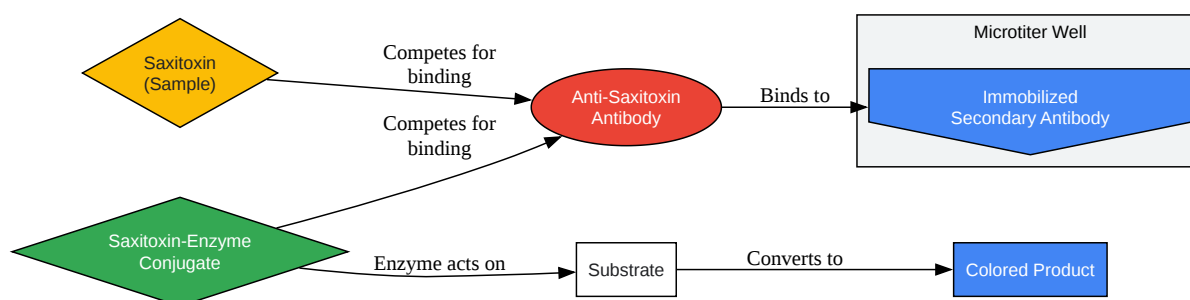 Microtiter Well
Saxitoxin
(Sample)
Competes for
binding
Anti-Saxitoxin
Antibody
Binds to
Immobilized
Secondary Antibody
Competes for
binding
Saxitoxin-Enzyme
Conjugate
Enzyme acts on
Substrate
Converts to
Colored Product